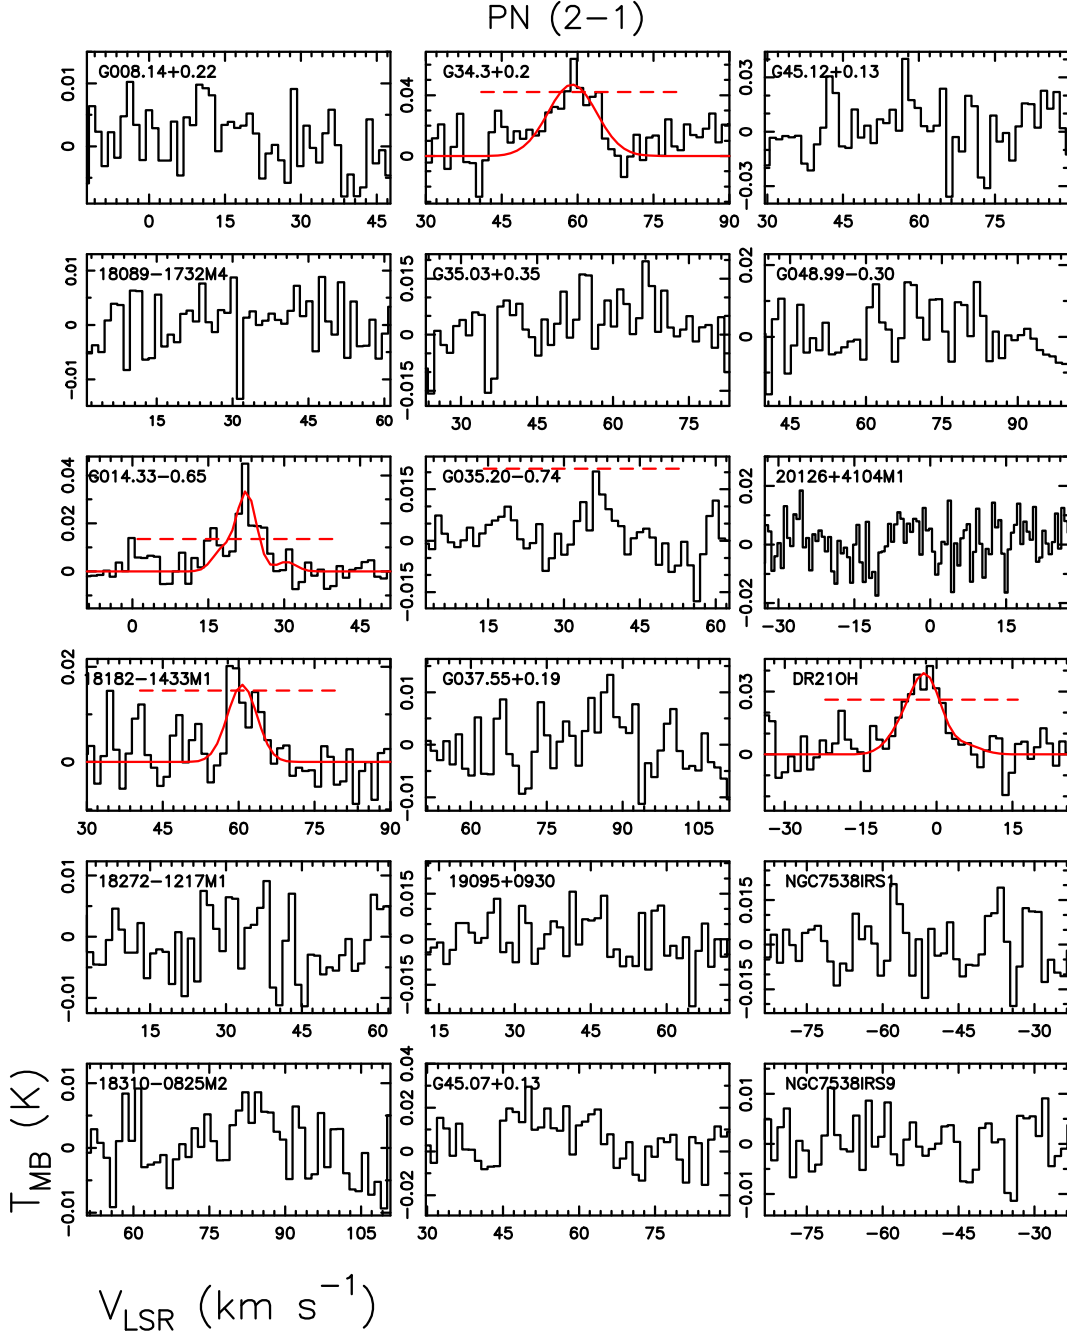 PN (2−1)
G008.14+0.22
G34.3+0.2
G45.12+0.13
0.01
0
0.04
0
0.03
0
−0.03
0 15 30 45
30 45 60 75 90
30 45 60 75
18089−1732M4
G35.03+0.35
G048.99−0.30
0.01
0
−0.01
0.015
0
−0.015
0.02
0
15 30 45 60
30 45 60 75
45 60 75 90
G014.33−0.65
G035.20−0.74
20126+4104M1
0.04
0.02
0
0.015
0
−0.015
0.02
0
−0.02
0 15 30 45
15 30 45 60
−30 −15 0 15
18182−1433M1
G037.55+0.19
DR21OH
0.02
0
0.01
0
−0.01
0.03
0
30 45 60 75 90
60 75 90 105
−30 −15 0 15
18272−1217M1
19095+0930
NGC7538IRS1
0.01
0
−0.01
0.015
0
−0.015
0.015
0
−0.015
15 30 45 60
15 30 45 60
−75 −60 −45 −30
18310−0825M2
G45.07+0.13
NGC7538IRS9
0.01
0
−0.01
0.04
0.02
0
−0.02
0.01
0
−0.01
60 75 90 105
30 45 60 75
−75 −60 −45 −30
T_MB (K)
V_LSR (km s^−1)